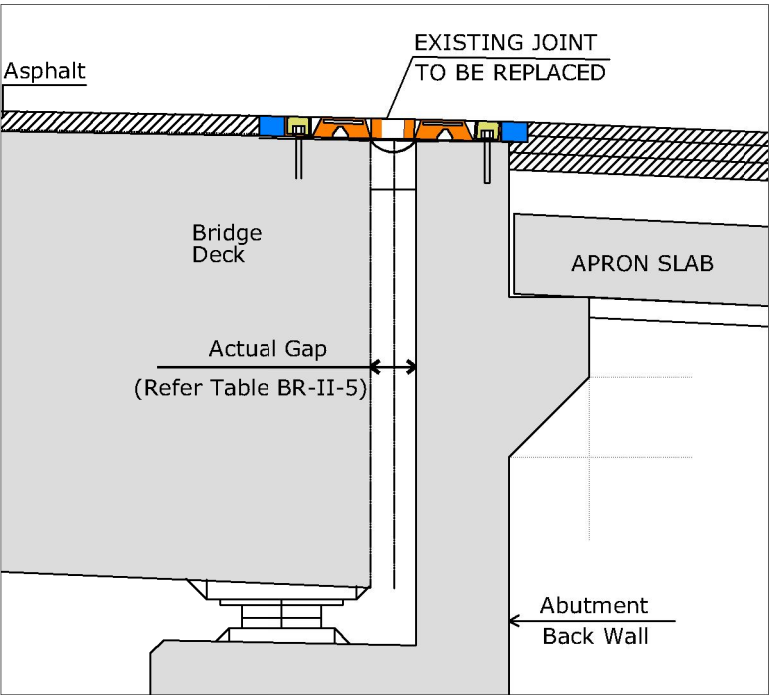 EXISTING JOINT
TO BE REPLACED
Asphalt
Bridge
Deck
APRON SLAB
Actual Gap
(Refer Table BR-II-5)
Abutment
Back Wall